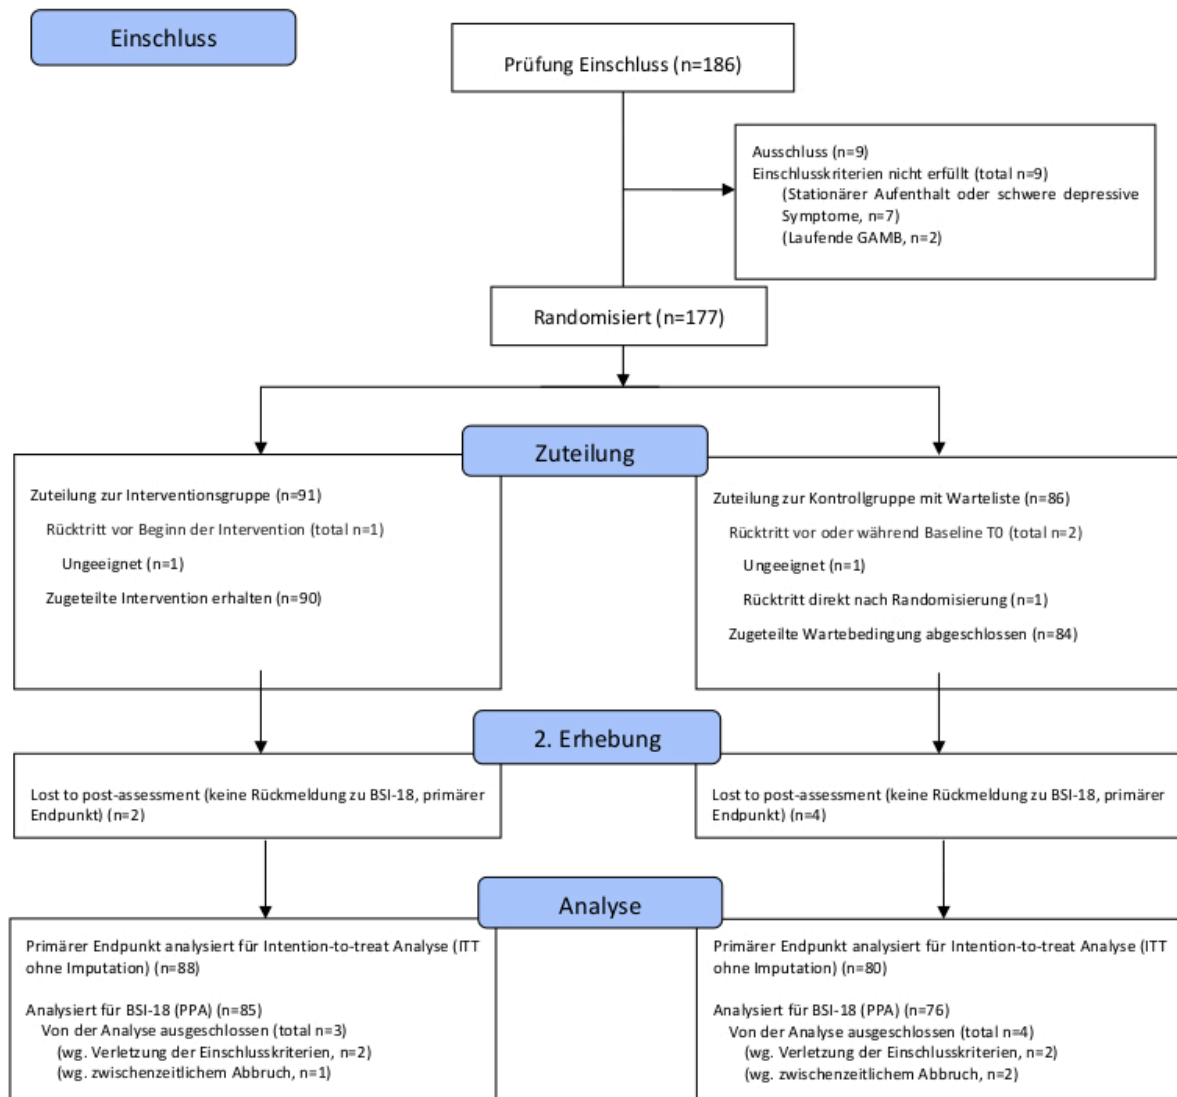 Einschluss
Prüfung Einschluss (n=186)
Ausschluss (n=9)
Einschlusskriterien nicht erfüllt (total n=9)
(Stationärer Aufenthalt oder schwere depressive
Symptome, n=7)
(Laufende GAMB, n=2)
Randomisiert (n=177)
Zuteilung
Zuteilung zur Interventionsgruppe (n=91)
Rücktritt vor Beginn der Intervention (total n=1)
Ungeeignet (n=1)
Zugeteilte Intervention erhalten (n=90)
Zuteilung zur Kontrollgruppe mit Warteliste (n=86)
Rücktritt vor oder während Baseline T0 (total n=2)
Ungeeignet (n=1)
Rücktritt direkt nach Randomisierung (n=1)
Zugeteilte Wartebedingung abgeschlossen (n=84)
2. Erhebung
Lost to post-assessment (keine Rückmeldung zu BSI-18, primärer
Endpunkt) (n=2)
Lost to post-assessment (keine Rückmeldung zu BSI-18, primärer
Endpunkt) (n=4)
Analyse
Primärer Endpunkt analysiert für Intention-to-treat Analyse (ITT
ohne Imputation) (n=88)
Analysiert für BSI-18 (PPA) (n=85)
Von der Analyse ausgeschlossen (total n=3)
(wg. Verletzung der Einschlusskriterien, n=2)
(wg. zwischenzeitlichem Abbruch, n=1)
Primärer Endpunkt analysiert für Intention-to-treat Analyse (ITT
ohne Imputation) (n=80)
Analysiert für BSI-18 (PPA) (n=76)
Von der Analyse ausgeschlossen (total n=4)
(wg. Verletzung der Einschlusskriterien, n=2)
(wg. zwischenzeitlichem Abbruch, n=2)